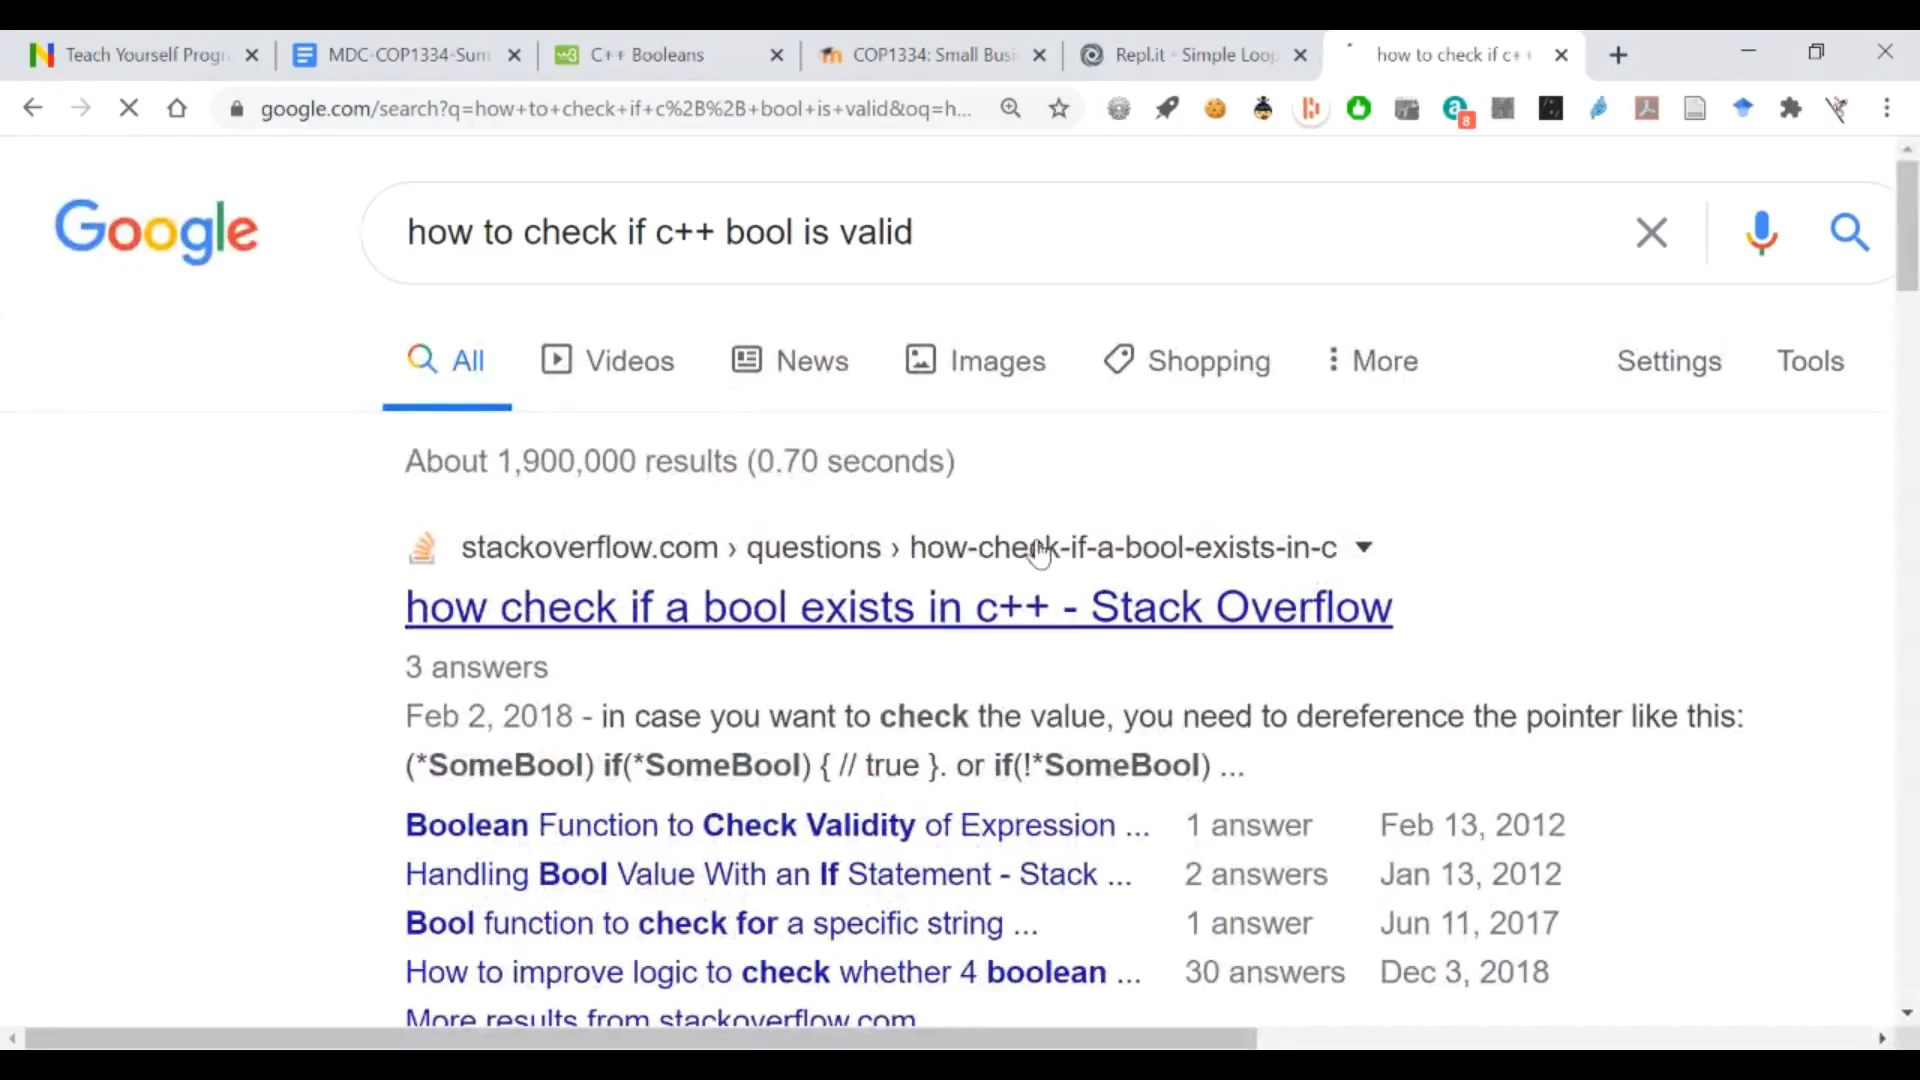 Teach Yourself Progr
MDC-COP1334-Sum
C++ Booleans
COP1334: Small Busi
Repl.it - Simple Loop
how to check if c++
google.com/search?q=how+to+check+if+c%2B%2B+bool+is+valid&oq=h...
8
Google
how to check if c++ bool is valid
All
Videos
News
Images
Shopping
More
Settings
Tools
About 1,900,000 results (0.70 seconds)
stackoverflow.com › questions › how-check-if-a-bool-exists-in-c
how check if a bool exists in c++ - Stack Overflow
3 answers
Feb 2, 2018 - in case you want to check the value, you need to dereference the pointer like this:
(*SomeBool) if(*SomeBool) { // true }. or if(!*SomeBool) ...
Boolean Function to Check Validity of Expression ... 1 answer Feb 13, 2012
Handling Bool Value With an If Statement - Stack ... 2 answers Jan 13, 2012
Bool function to check for a specific string ... 1 answer Jun 11, 2017
How to improve logic to check whether 4 boolean ... 30 answers Dec 3, 2018
More results from stackoverflow.com